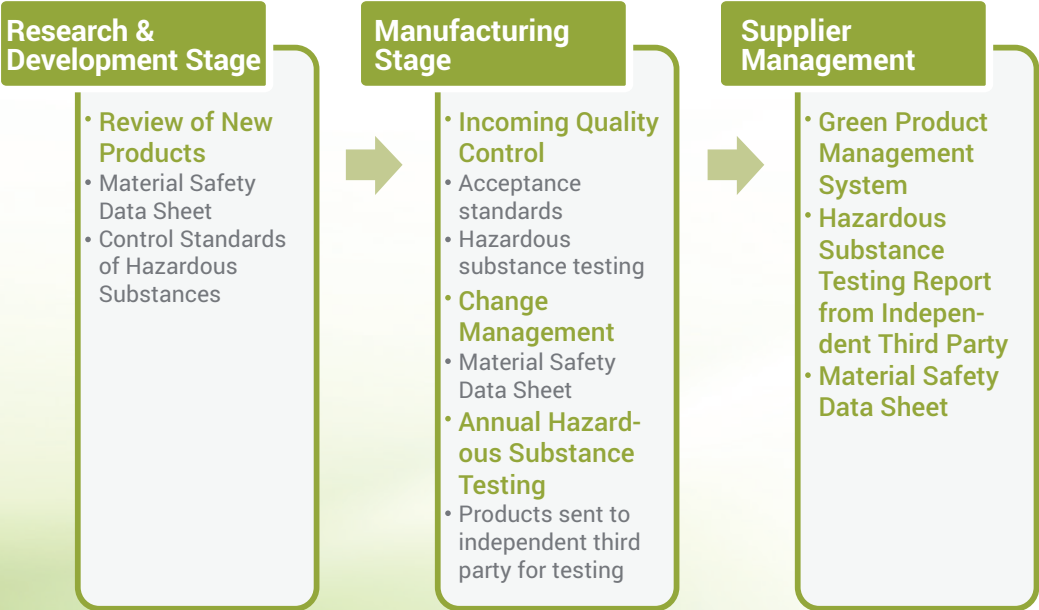 Research &
Development Stage
• Review of New
Products
• Material Safety
Data Sheet
• Control Standards
of Hazardous
Substances
Manufacturing
Stage
• Incoming Quality
Control
• Acceptance
standards
• Hazardous
substance testing
• Change
Management
• Material Safety
Data Sheet
• Annual Hazard-
ous Substance
Testing
• Products sent to
independent third
party for testing
Supplier
Management
• Green Product
Management
System
• Hazardous
Substance
Testing Report
from Indepen-
dent Third Party
• Material Safety
Data Sheet